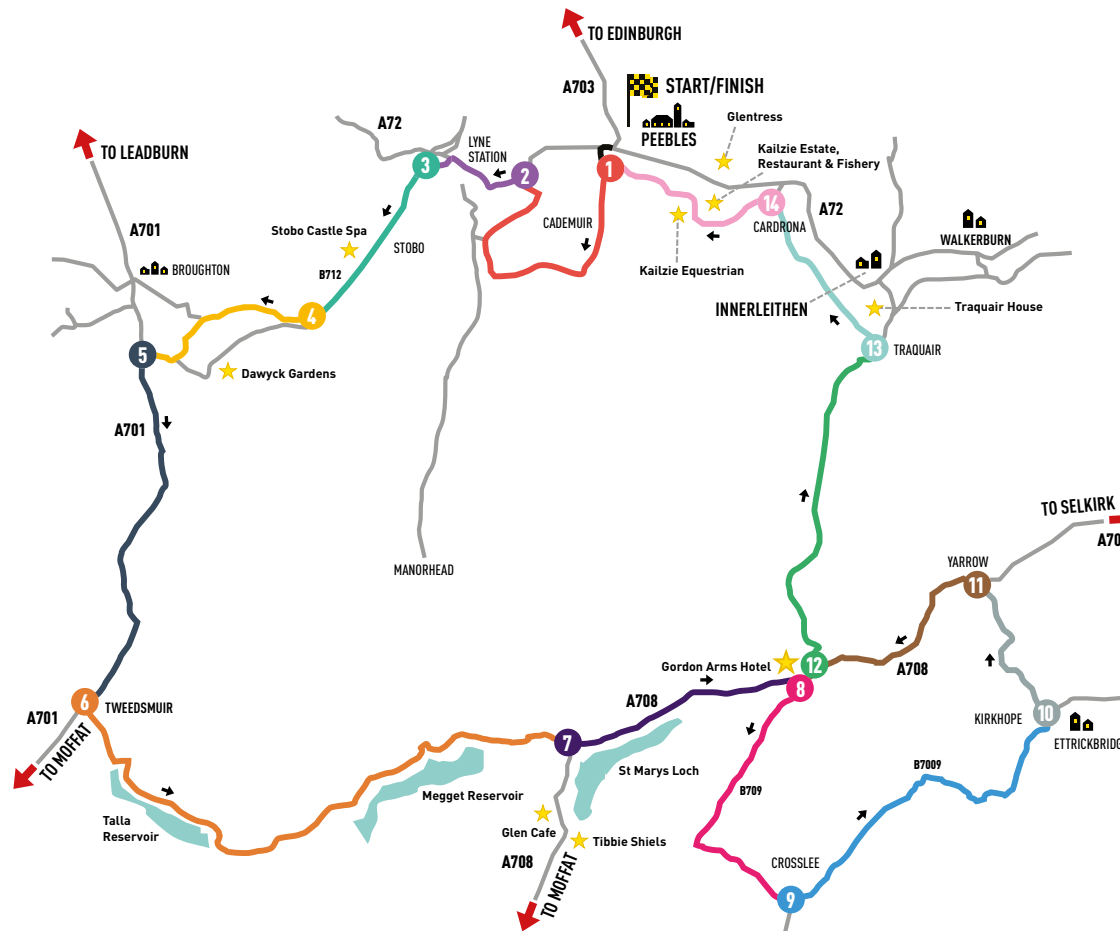 TO EDINBURGH
A703
START/FINISH
PEEBLES
Glentress
Kailzie Estate,
Restaurant & Fishery
A72
LYNE
STATION
TO LEADBURN
3
2
1
14
CARDRONA
A72
WALKERBURN
CADEMUIR
Stobo Castle Spa
STOBO
A701
BROUGHTON
B712
Kailzie Equestrian
INNERLEITHEN
Traquair House
4
5
13
TRAQUAIR
Dawyck Gardens
A701
MANORHEAD
TO SELKIRK
A70
YARROW
11
Gordon Arms Hotel
12
8
A708
A708
6
TWEEDSMUIR
A701
TO MOFFAT
7
KIRKHOPE
10
ETTRICKBRIDG
St Marys Loch
B709
B7009
Megget Reservoir
Talla
Reservoir
Glen Cafe
Tibbie Shiels
A708
TO MOFFAT
CROSSLEE
9